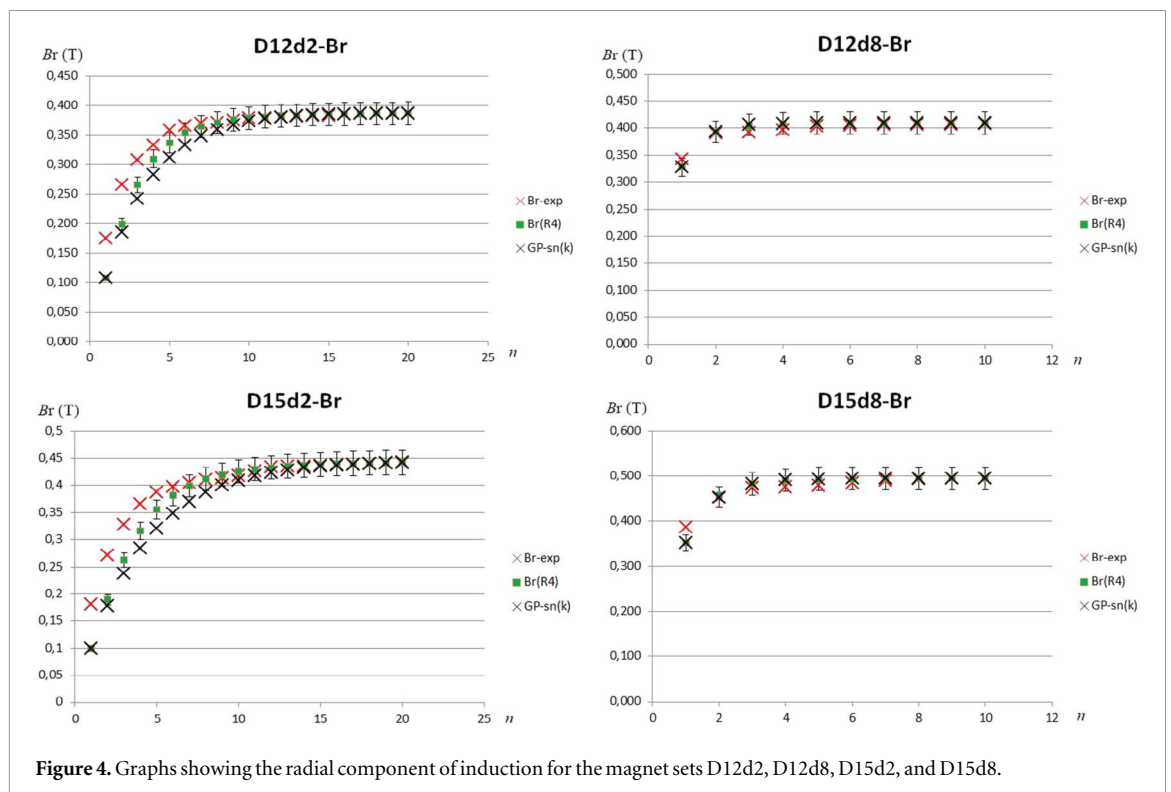 D12d2-Br
Br (T)
0,450
0,400
0,350
0,300
0,250
0,200
0,150
0,100
0,050
0,000
0
5
10
15
20
25
n
Br-exp
Br(R4)
GP-sn(k)
D12d8-Br
Br (T)
0,500
0,450
0,400
0,350
0,300
0,250
0,200
0,150
0,100
0,050
0,000
0
2
4
6
8
10
12
n
Br-exp
Br(R4)
GP-sn(k)
D15d2-Br
Br (T)
0,5
0,45
0,4
0,35
0,3
0,25
0,2
0,15
0,1
0,05
0
0
5
10
15
20
25
n
Br-exp
Br(R4)
GP-sn(k)
D15d8-Br
Br (T)
0,600
0,500
0,400
0,300
0,200
0,100
0,000
0
2
4
6
8
10
12
n
Br-exp
Br(R4)
GP-sn(k)
Figure 4. Graphs showing the radial component of induction for the magnet sets D12d2, D12d8, D15d2, and D15d8.